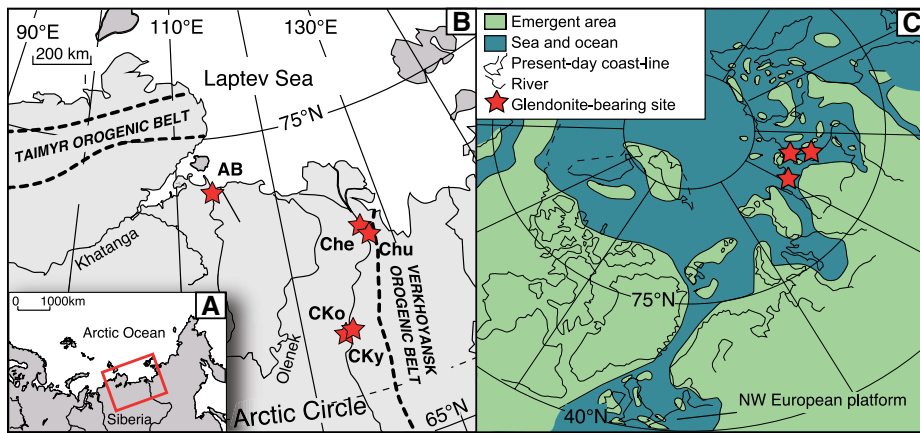 90°E
110°E
130°E
B
200 km
Laptev Sea
75°N
TAIMYR OROGENIC BELT
AB
Khatanga
Che
Chu
VERKHOYANSK
OROGENIC BELT
CKo
CKy
Olenek
Arctic Circle
65°N
0 1000km
A
Arctic Ocean
Siberia
C
Emergent area
Sea and ocean
Present-day coast-line
River
Glendonite-bearing site
75°N
40°N
NW European platform